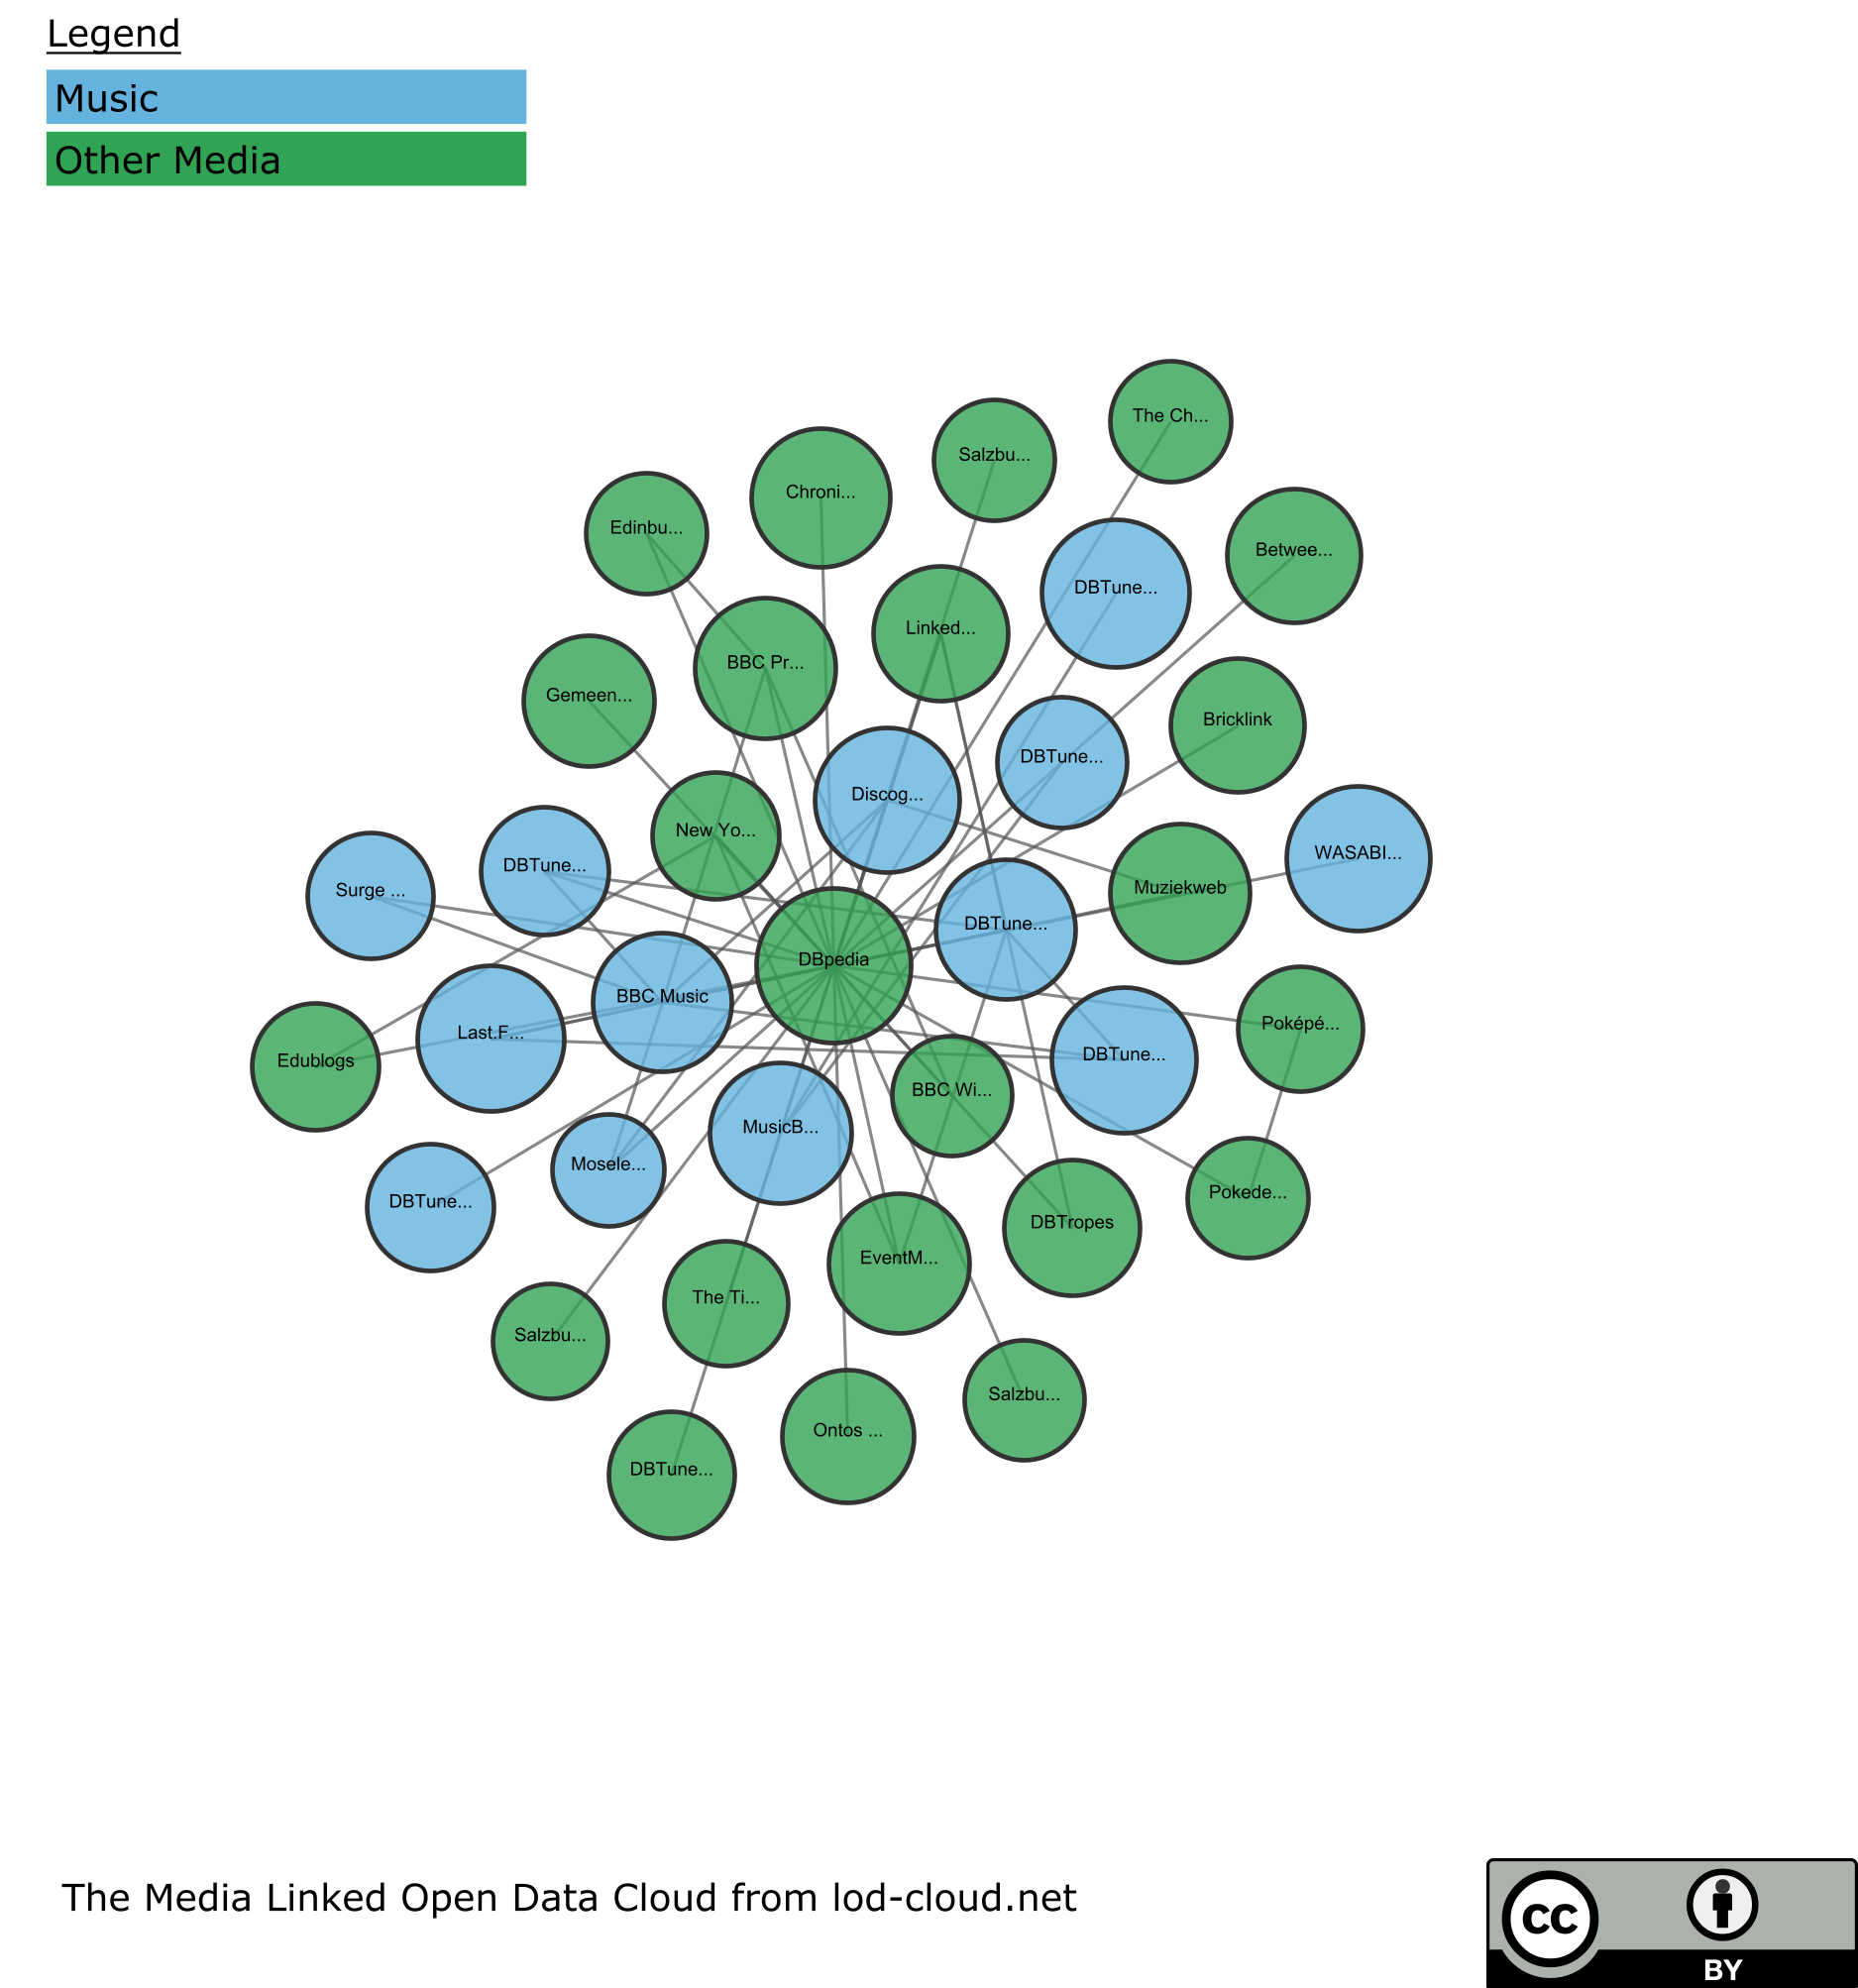 Legend
Music
Other Media
The Ch...
Salzbu...
Chroni...
Edinbu...
Betwee...
DBTune...
Linked...
BBC Pr...
Gemeen...
Bricklink
DBTune...
Discog...
New Yo...
WASABI...
DBTune...
Muziekweb
Surge ...
DBTune...
DBpedia
BBC Music
Poképé...
Last.F...
DBTune...
Edublogs
BBC Wi...
MusicB...
Mosele...
Pokede...
DBTune...
DBTropes
EventM...
The Ti...
Salzbu...
Salzbu...
Ontos ...
DBTune...
The Media Linked Open Data Cloud from lod-cloud.net
cc
BY